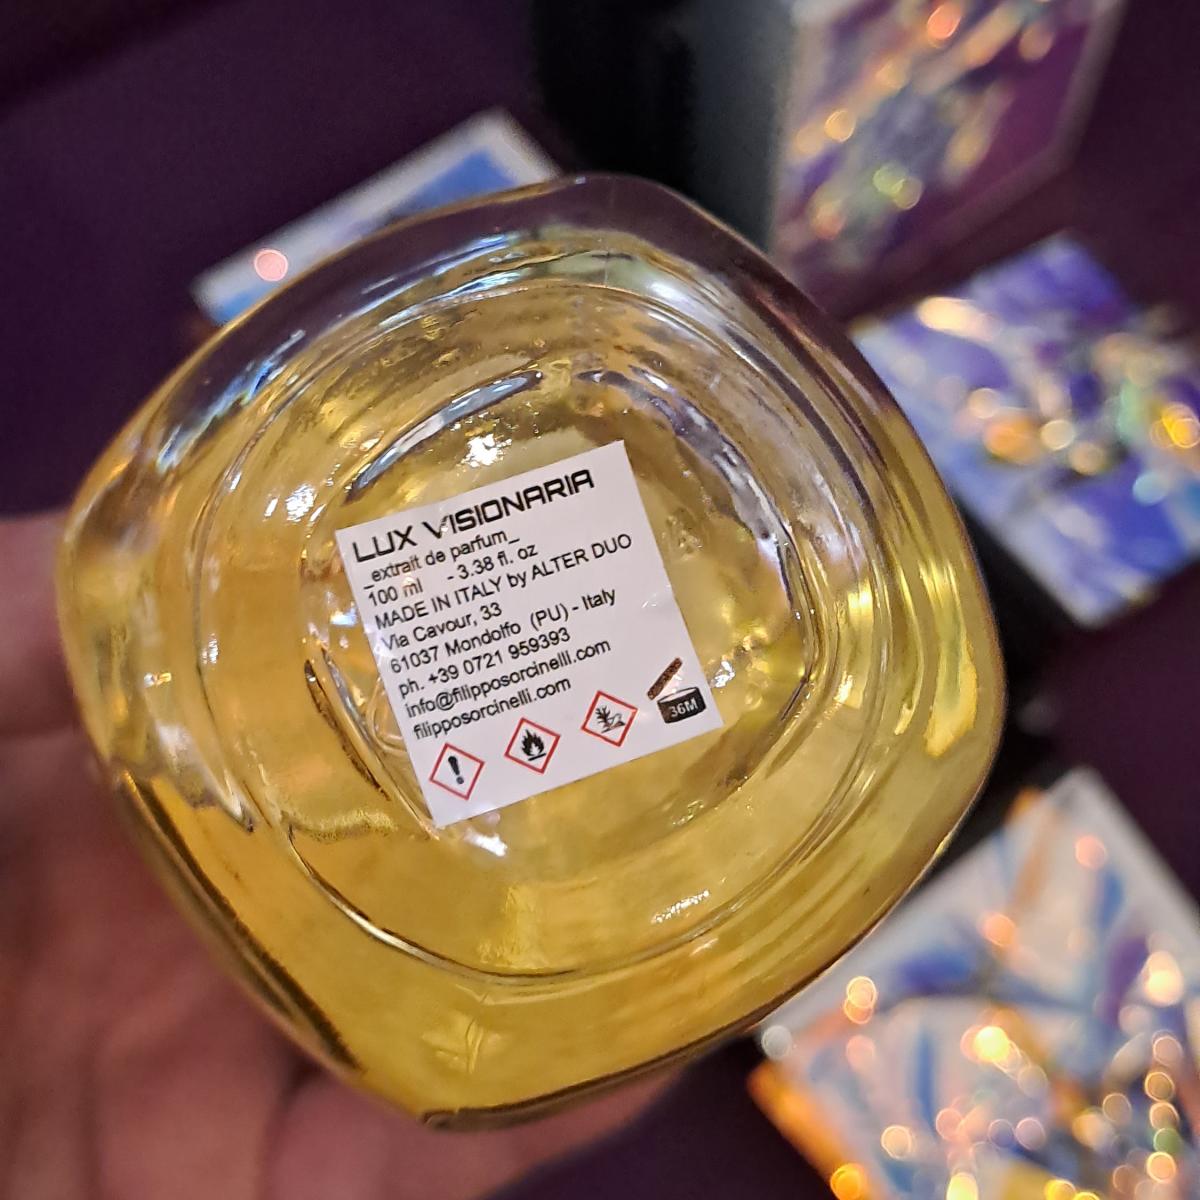 LUX VISIONARIA
_extrait de parfum_
100 ml - 3.38 fl. oz
MADE IN ITALY by ALTER DUO
Via Cavour, 33
61037 Mondolfo (PU) - Italy
ph. +39 0721 959393
info@filipposorcinelli.com
filipposorcinelli.com
36M